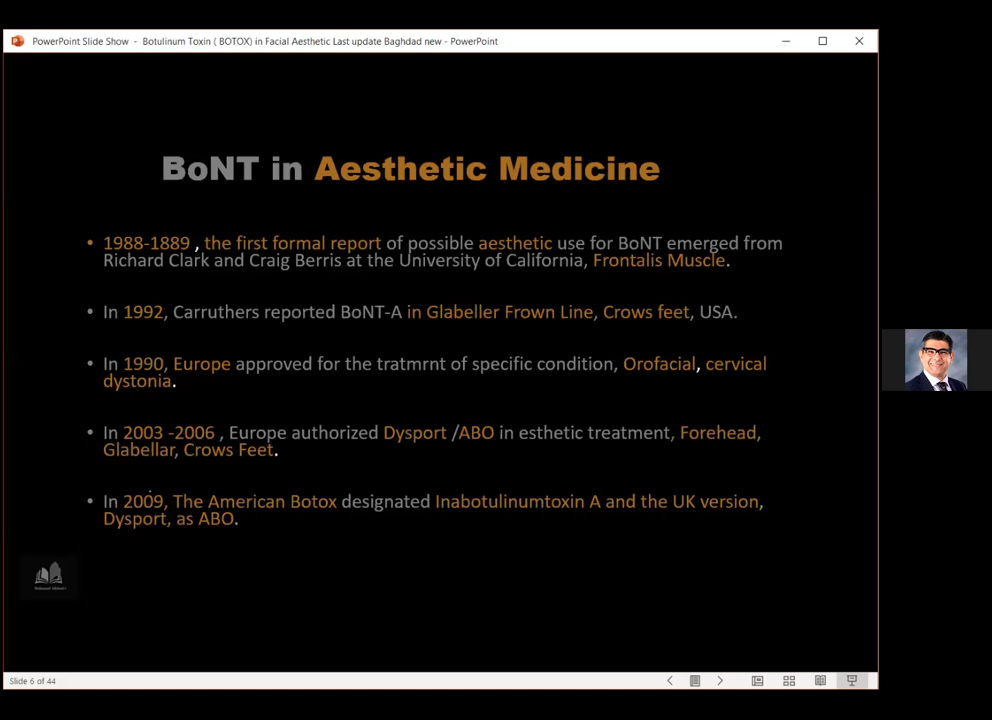 PowerPoint Slide Show - Botulinum Toxin ( BOTOX) in Facial Aesthetic Last update Baghdad new - PowerPoint
BoNT in Aesthetic Medicine
• 1988-1889 , the first formal report of possible aesthetic use for BoNT emerged from
Richard Clark and Craig Berris at the University of California, Frontalis Muscle.
• In 1992, Carruthers reported BoNT-A in Glabeller Frown Line, Crows feet, USA.
• In 1990, Europe approved for the tratmrnt of specific condition, Orofacial, cervical
dystonia.
• In 2003 -2006 , Europe authorized Dysport /ABO in esthetic treatment, Forehead,
Glabellar, Crows Feet.
• In 2009, The American Botox designated Inabotulinumtoxin A and the UK version,
Dysport, as ABO.
Slide 6 of 44